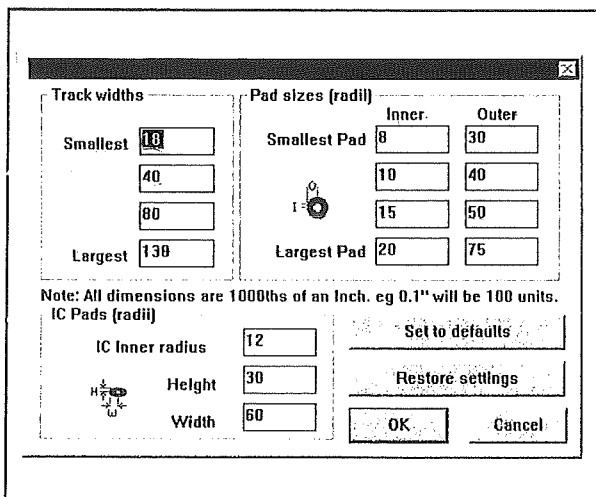 Track widths
Smallest 18
40
80
Largest 130
Pad sizes (radii)
Inner Outer
Smallest Pad 8 30
10 40
O
I
15 50
Largest Pad 20 75
Note: All dimensions are 1000ths of an Inch. eg 0.1" will be 100 units.
IC Pads (radii)
IC Inner radius 12
H
Height 30
W
Width 60
Set to defaults
Restore settings
OK Cancel